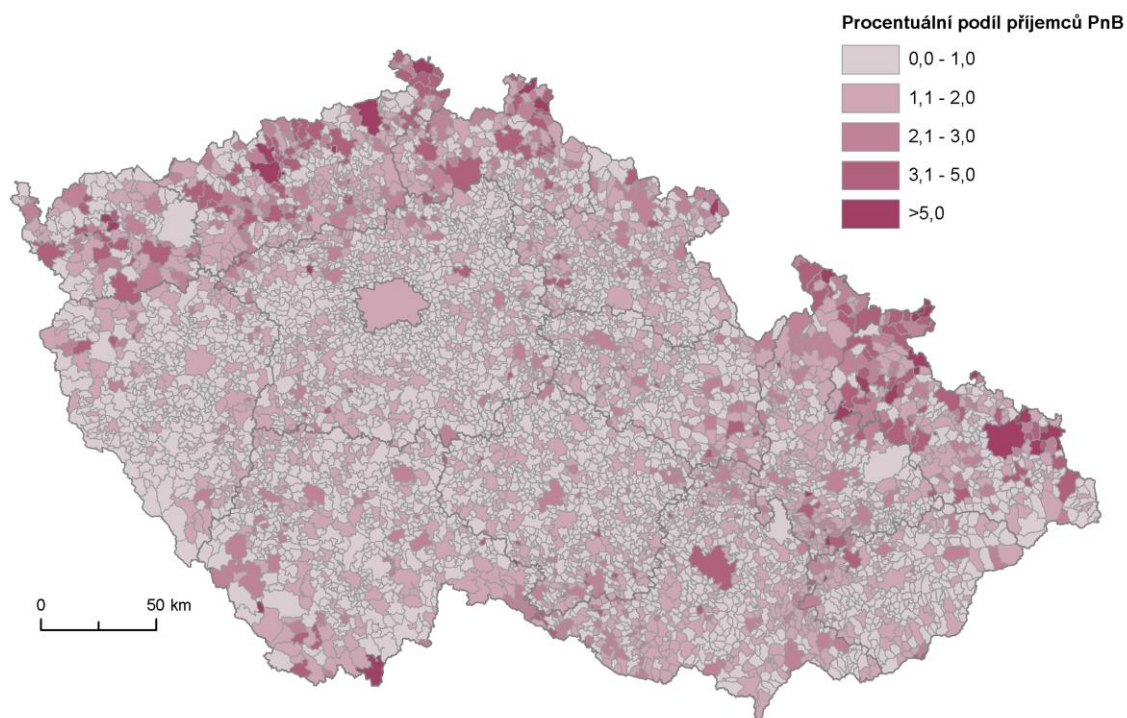 Procentuální podíl příjemců PnB
0,0 - 1,0
1,1 - 2,0
2,1 - 3,0
3,1 - 5,0
>5,0
0 50 km